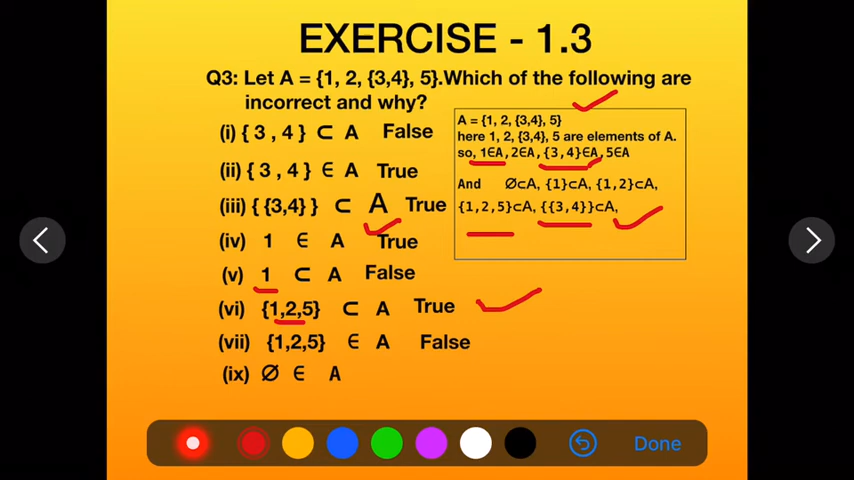 EXERCISE - 1.3
Q3: Let A = {1, 2, {3,4}, 5}.Which of the following are
incorrect and why?
(i) { 3 , 4 } ⊂ A False
(ii) { 3 , 4 } ∈ A True
(iii) { {3,4} } ⊂ A True
(iv) 1 ∈ A True
(v) 1 ⊂ A False
(vi) {1,2,5} ⊂ A True
(vii) {1,2,5} ∈ A False
(ix) ∅ ∈ A
A = {1, 2, {3,4}, 5}
here 1, 2, {3,4}, 5 are elements of A.
so, 1∈A,2∈A,{3,4}∈A,5∈A
And ∅⊂A, {1}⊂A, {1,2}⊂A,
{1,2,5}⊂A, {{3,4}}⊂A,
Done